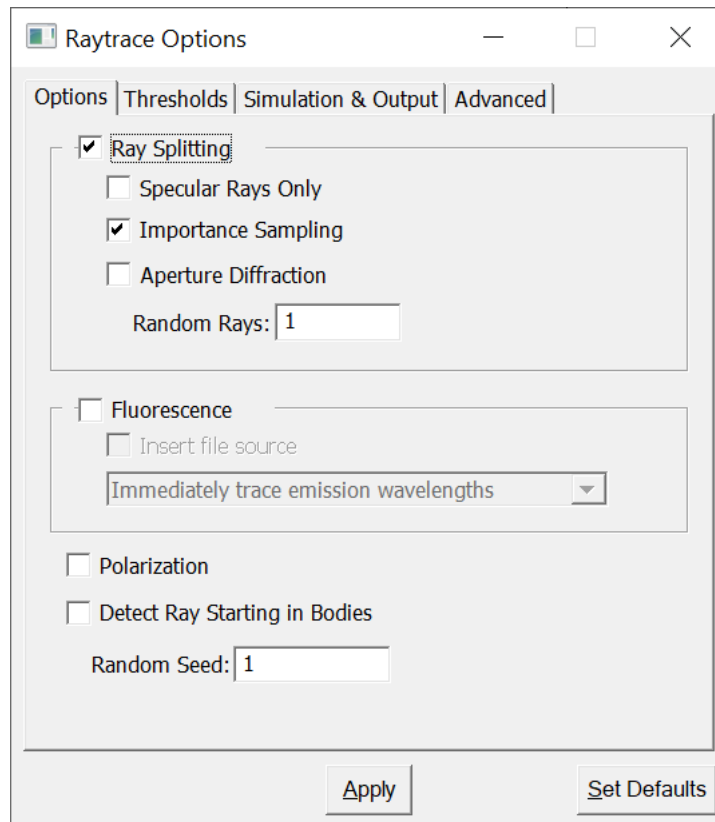 Raytrace Options
Options Thresholds Simulation & Output Advanced
Ray Splitting
Specular Rays Only
Importance Sampling
Aperture Diffraction
Random Rays: 1
Fluorescence
Insert file source
Immediately trace emission wavelengths
Polarization
Detect Ray Starting in Bodies
Random Seed: 1
Apply Set Defaults